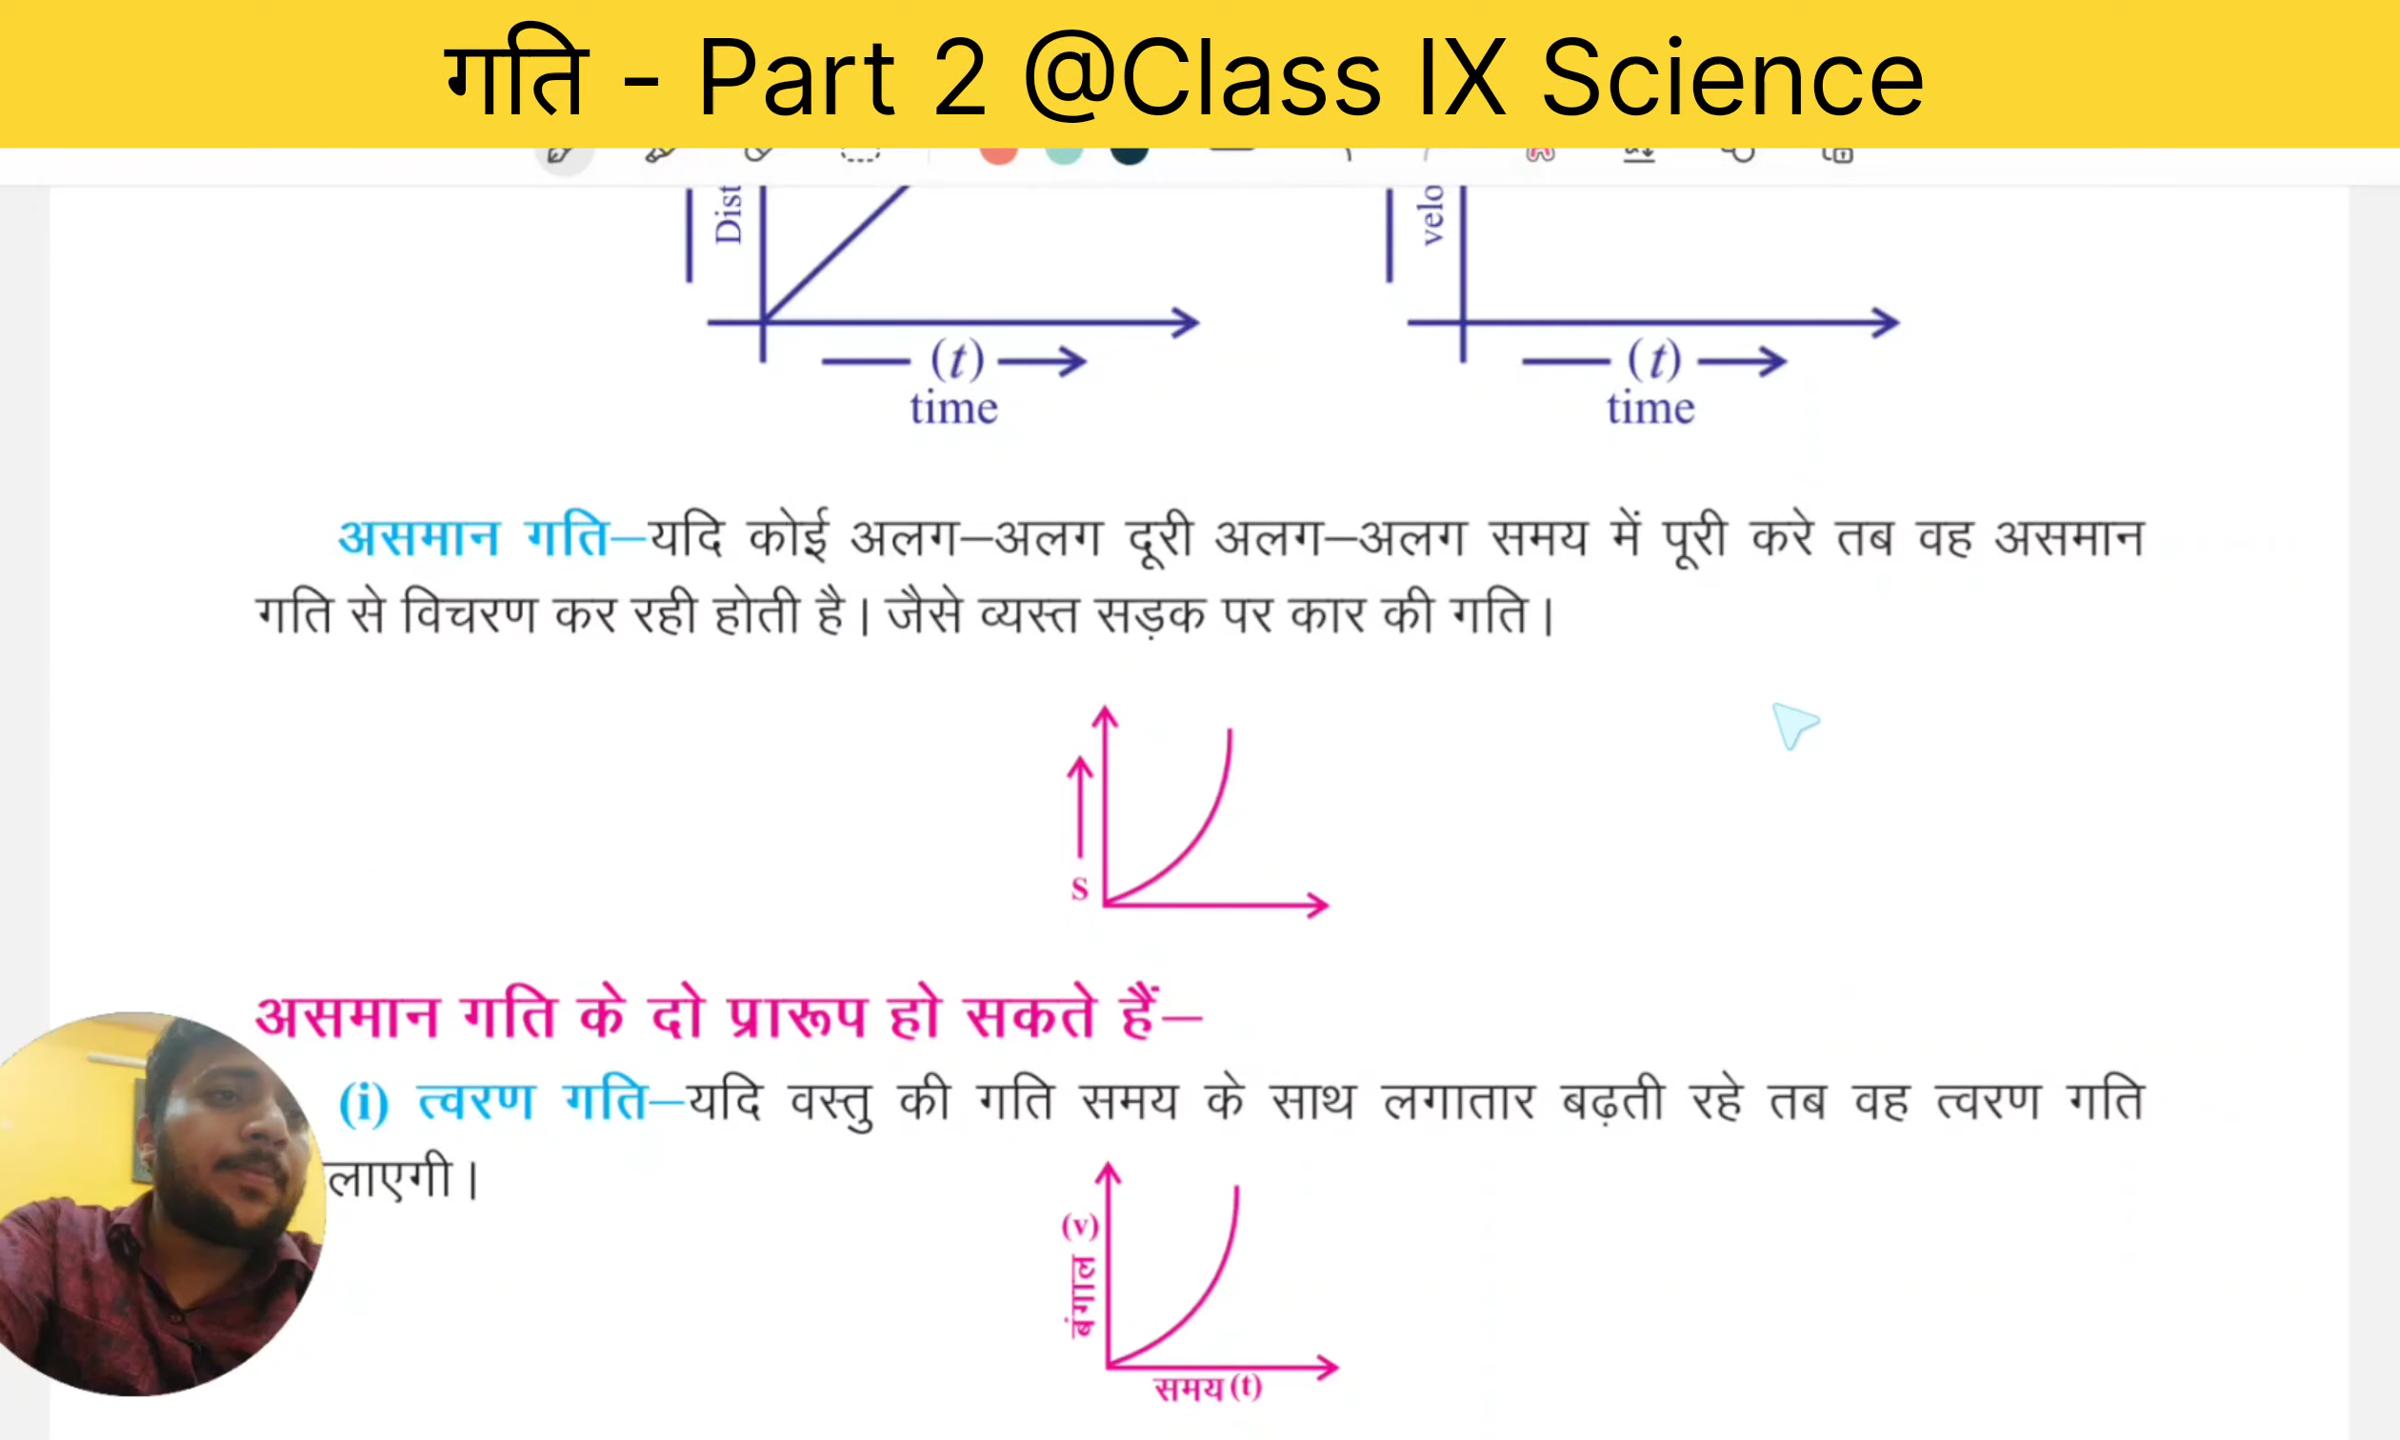 गति - Part 2 @Class IX Science
Dist
velo
(t)
time
(t)
time
असमान गति–यदि कोई अलग–अलग दूरी अलग–अलग समय में पूरी करे तब वह असमान
गति से विचरण कर रही होती है। जैसे व्यस्त सड़क पर कार की गति।
s
असमान गति के दो प्रारूप हो सकते हैं–
(i) त्वरण गति–यदि वस्तु की गति समय के साथ लगातार बढ़ती रहे तब वह त्वरण गति
लाएगी।
बंगाल (v)
समय (t)